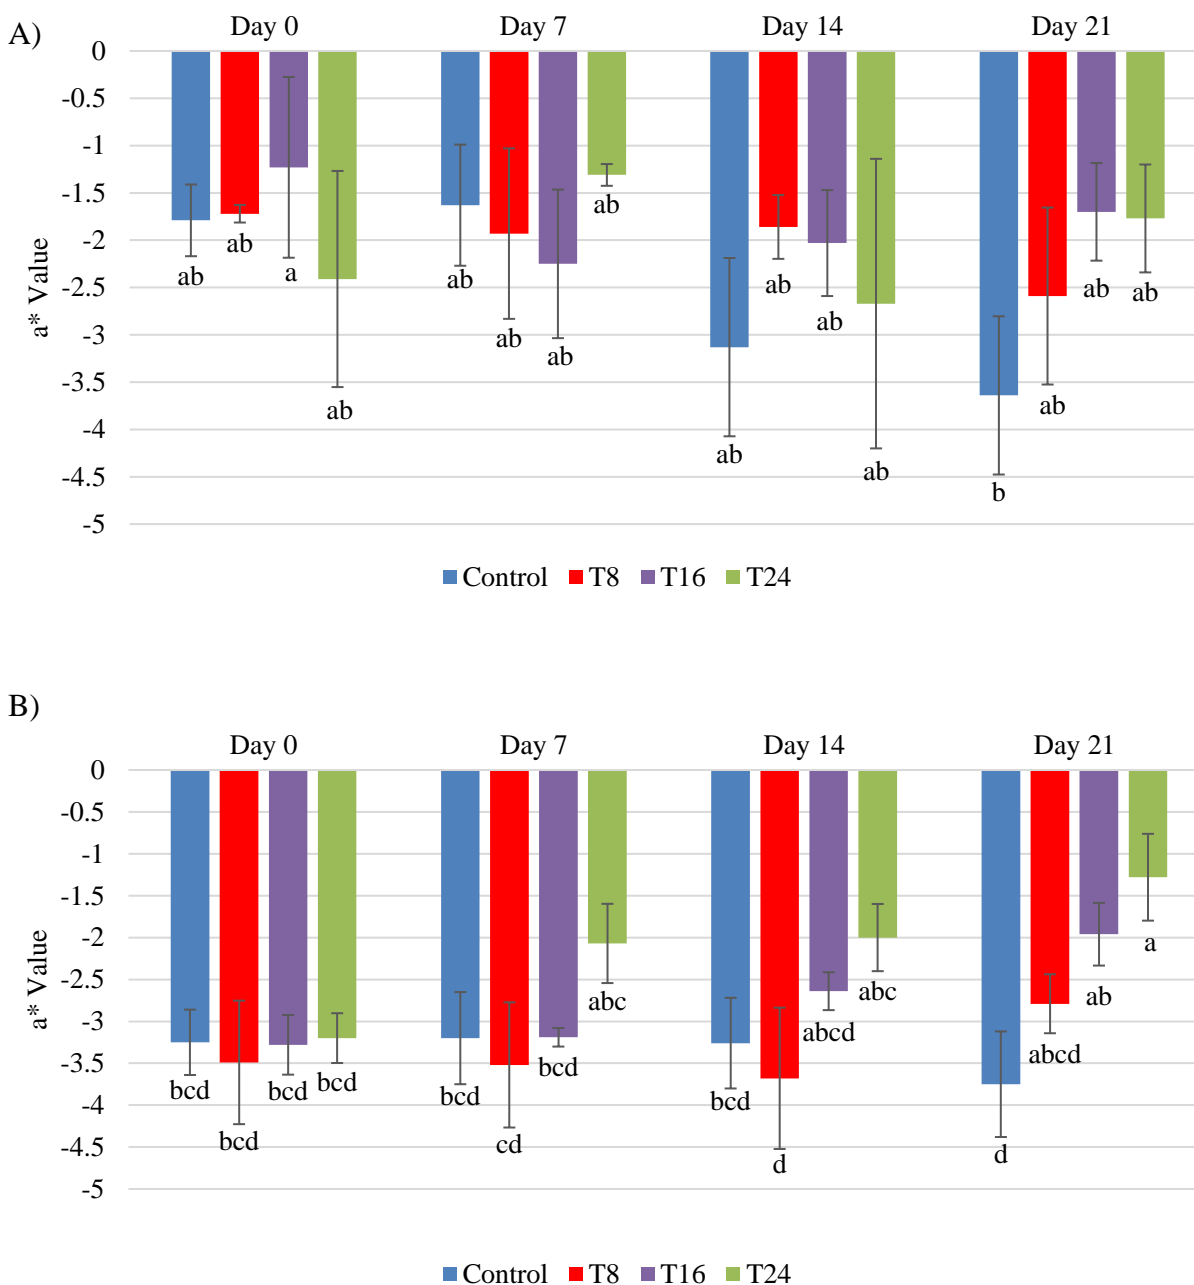 A)
Day 0 Day 7 Day 14 Day 21
0
-0.5
-1
-1.5
-2
-2.5
-3
-3.5
-4
-4.5
-5
a* Value
ab ab a ab
ab ab ab ab
ab ab ab ab
b ab ab ab
Control T8 T16 T24
B)
Day 0 Day 7 Day 14 Day 21
0
-0.5
-1
-1.5
-2
-2.5
-3
-3.5
-4
-4.5
-5
a* Value
bcd bcd bcd bcd
bcd cd bcd abc
bcd d abcd abc
d abcd ab a
Control T8 T16 T24